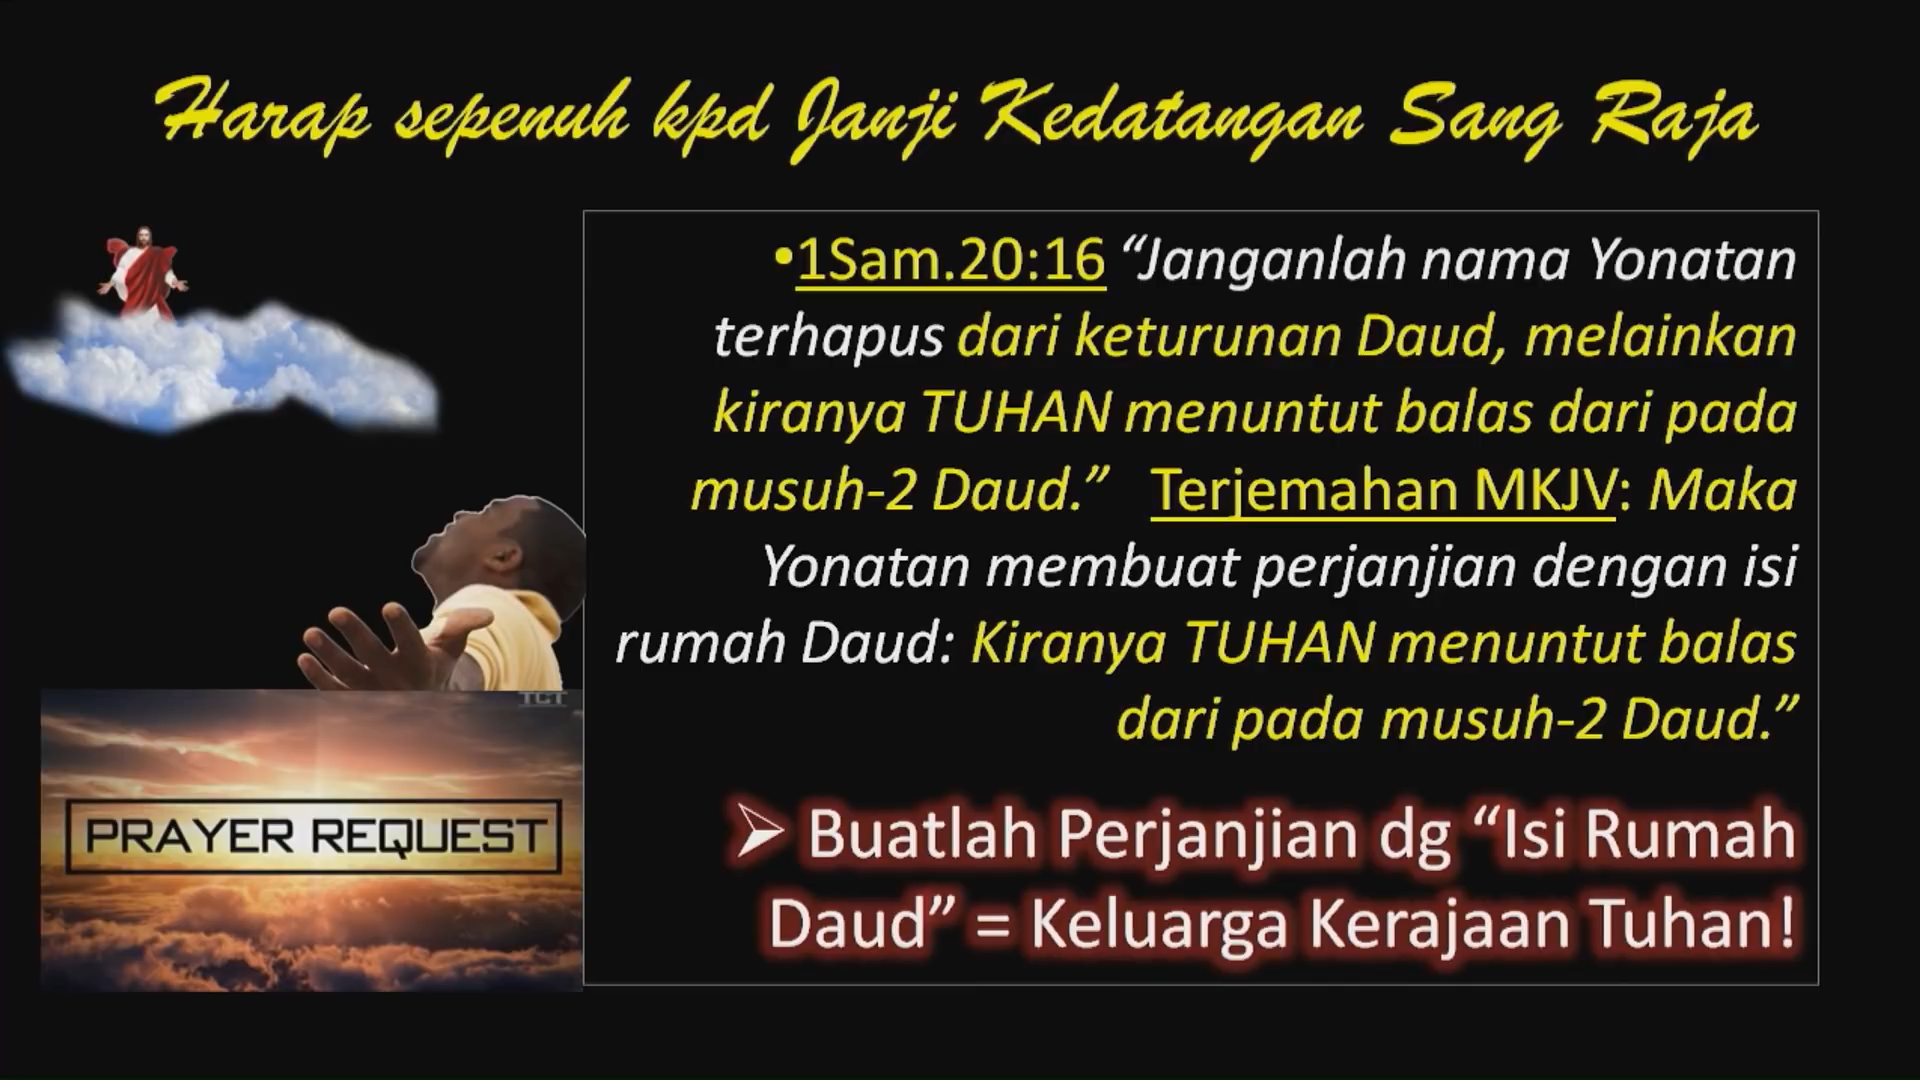 Harap sepenuh kpd Janji Kedatangan Sang Raja
•1Sam.20:16 “Janganlah nama Yonatan
terhapus dari keturunan Daud, melainkan
kiranya TUHAN menuntut balas dari pada
musuh-2 Daud.” Terjemahan MKJV: Maka
Yonatan membuat perjanjian dengan isi
rumah Daud: Kiranya TUHAN menuntut balas
dari pada musuh-2 Daud.”
➢ Buatlah Perjanjian dg “Isi Rumah
Daud” = Keluarga Kerajaan Tuhan!
TCT
PRAYER REQUEST